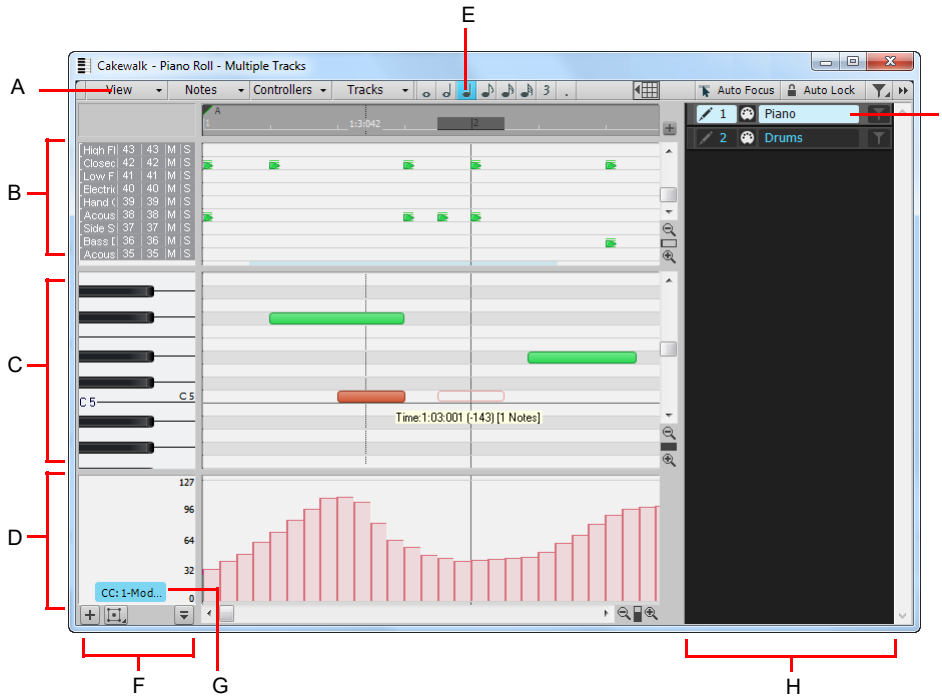 E
Cakewalk - Piano Roll - Multiple Tracks
A
View Notes Controllers Tracks 3 . Auto Focus Auto Lock
A
1 1:3:042 2
1 Piano
2 Drums
B
High Fl 43 43 M S
Closec 42 42 M S
Low F 41 41 M S
Electric 40 40 M S
Hand ( 39 39 M S
Acous 38 38 M S
Side S 37 37 M S
Bass [ 36 36 M S
Acous 35 35 M S
C
C 5 C 5
Time:1:03:001 (-143) [1 Notes]
D
127
96
64
32
0
CC: 1-Mod...
F
G
H